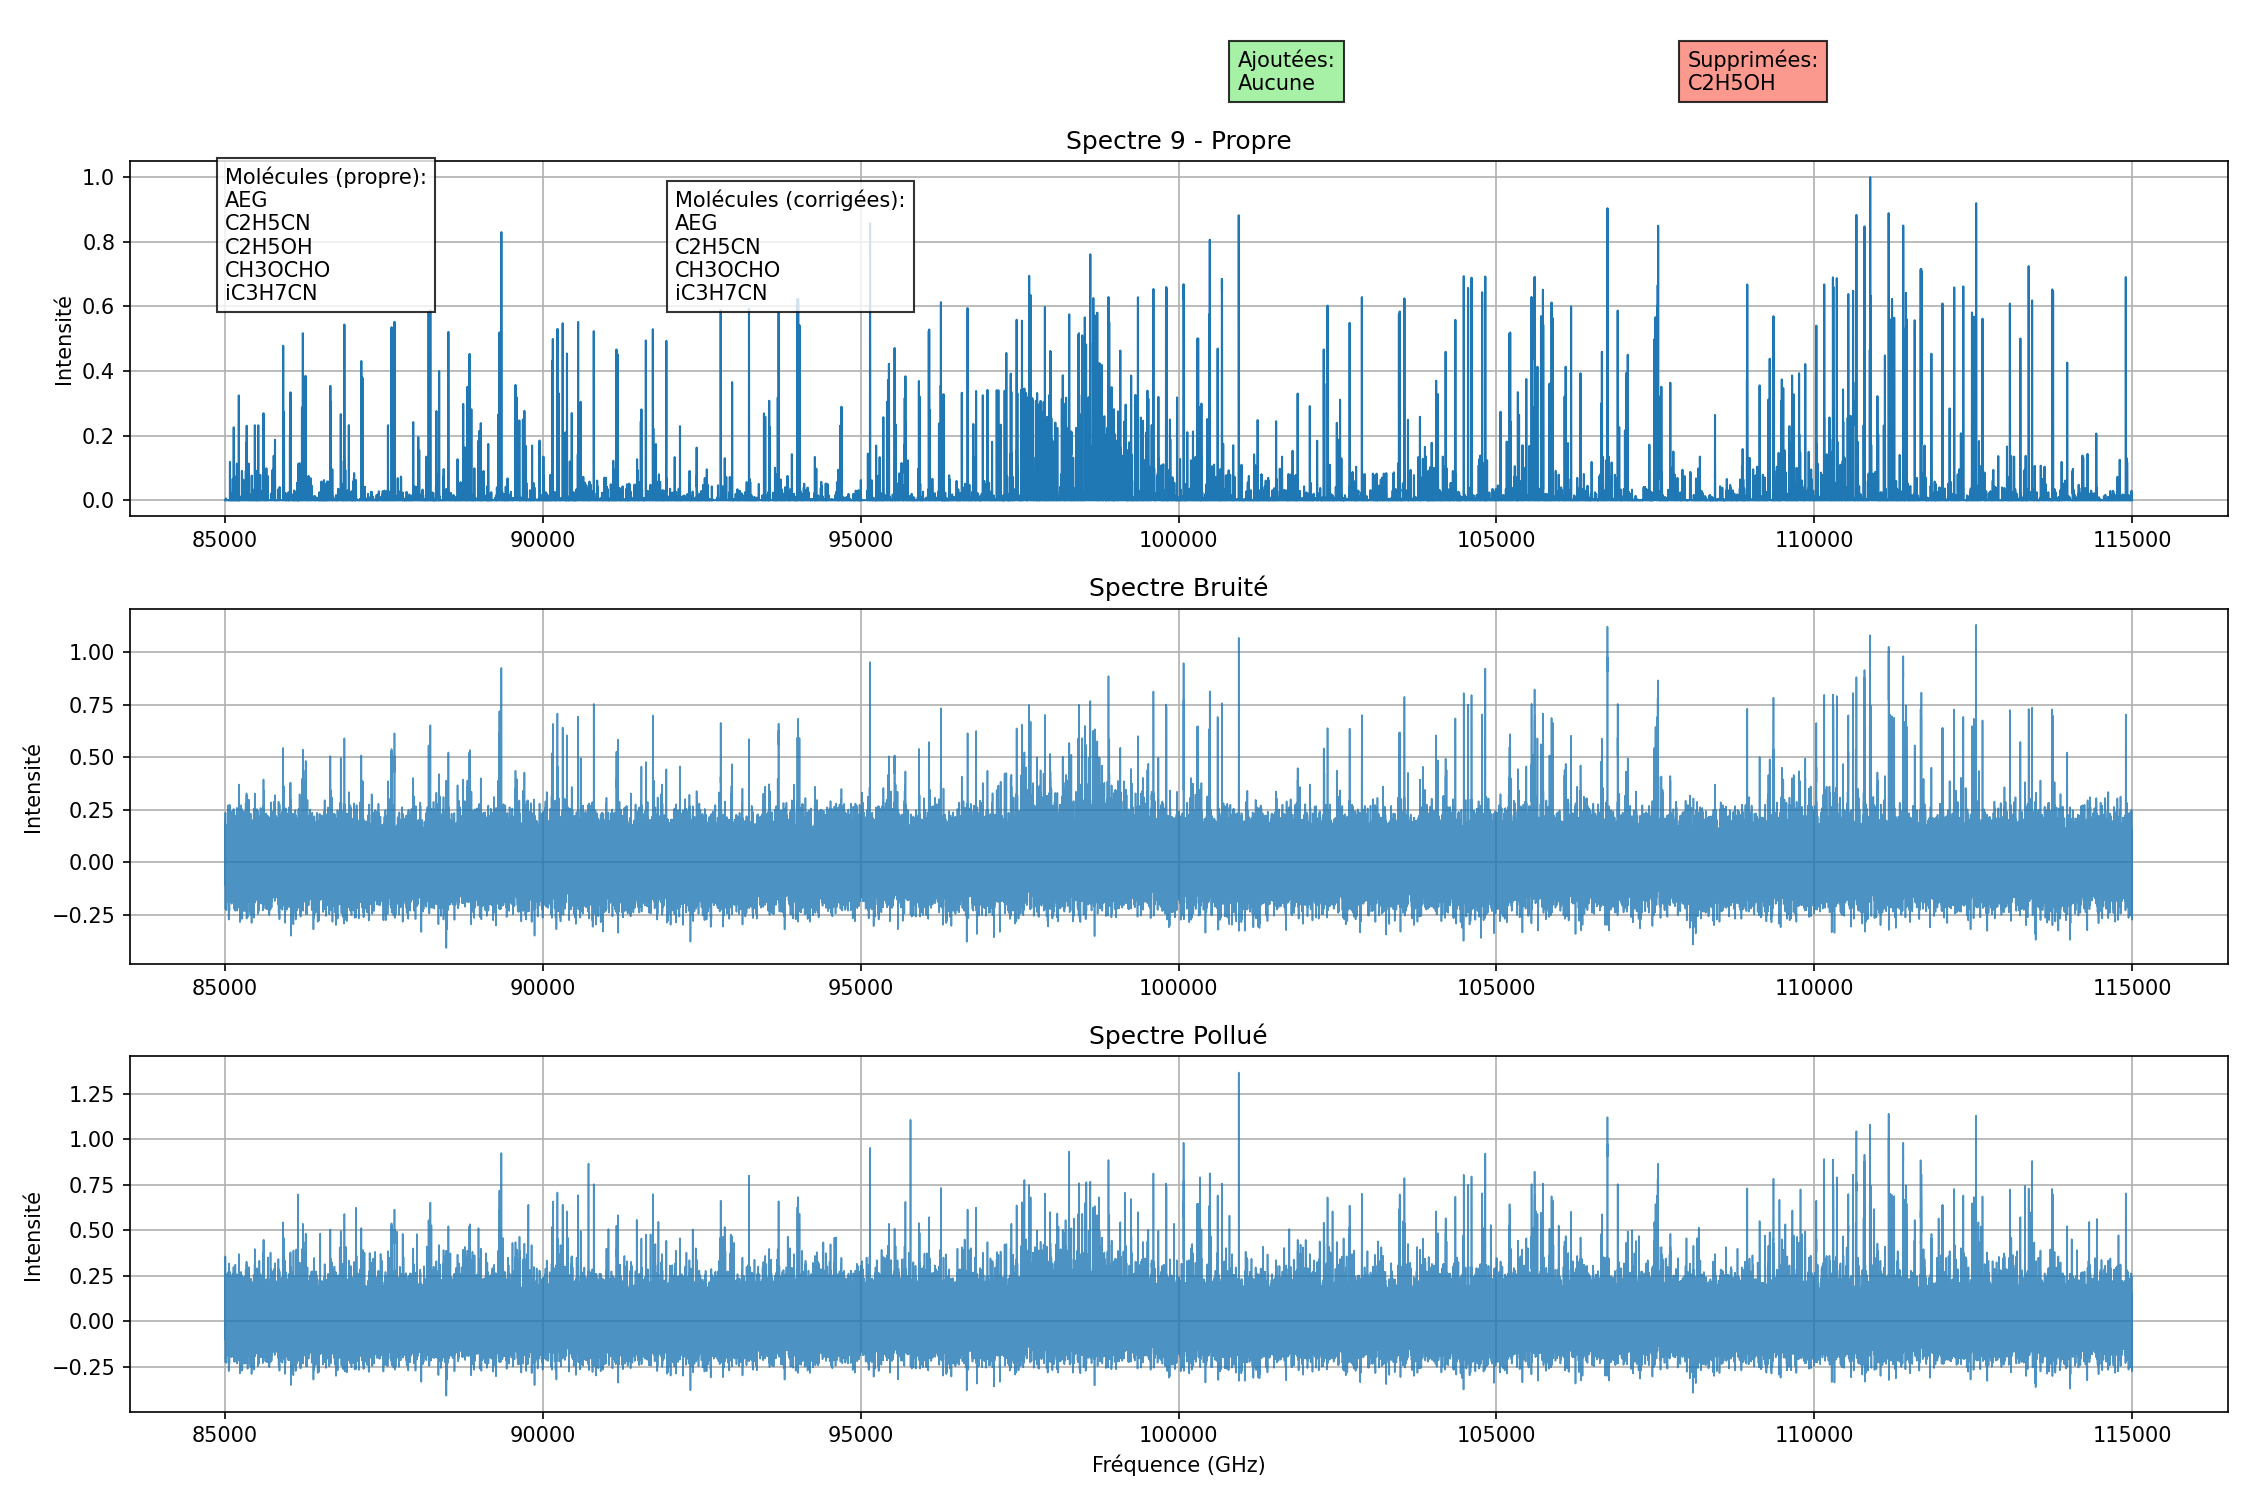 Ajoutées:
Aucune
Supprimées:
C2H5OH
Spectre 9 - Propre
Molécules (propre):
AEG
C2H5CN
C2H5OH
CH3OCHO
iC3H7CN
Molécules (corrigées):
AEG
C2H5CN
CH3OCHO
iC3H7CN
Intensité
1.0
0.8
0.6
0.4
0.2
0.0
85000 90000 95000 100000 105000 110000 115000
Spectre Bruité
Intensité
1.00
0.75
0.50
0.25
0.00
−0.25
85000 90000 95000 100000 105000 110000 115000
Spectre Pollué
Intensité
1.25
1.00
0.75
0.50
0.25
0.00
−0.25
85000 90000 95000 100000 105000 110000 115000
Fréquence (GHz)